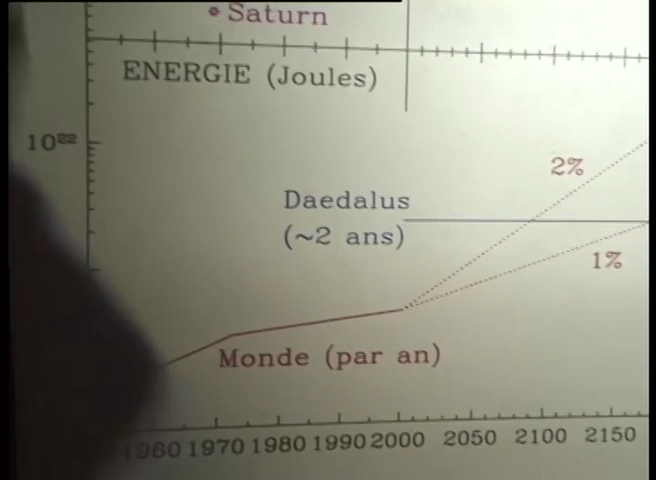 Saturn
ENERGIE (Joules)
10²²
2%
Daedalus
(~2 ans)
1%
Monde (par an)
1960 1970 1980 1990 2000 2050 2100 2150